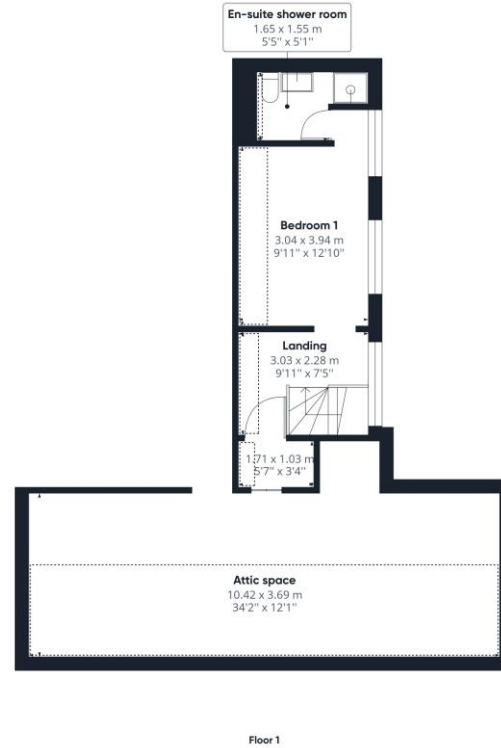 En-suite shower room
1.65 x 1.55 m
5'5" x 5'1"
Bedroom 1
3.04 x 3.94 m
9'11" x 12'10"
Landing
3.03 x 2.28 m
9'11" x 7'5"
1.71 x 1.03 m
5'7" x 3'4"
Attic space
10.42 x 3.69 m
34'2" x 12'1"
Floor 1